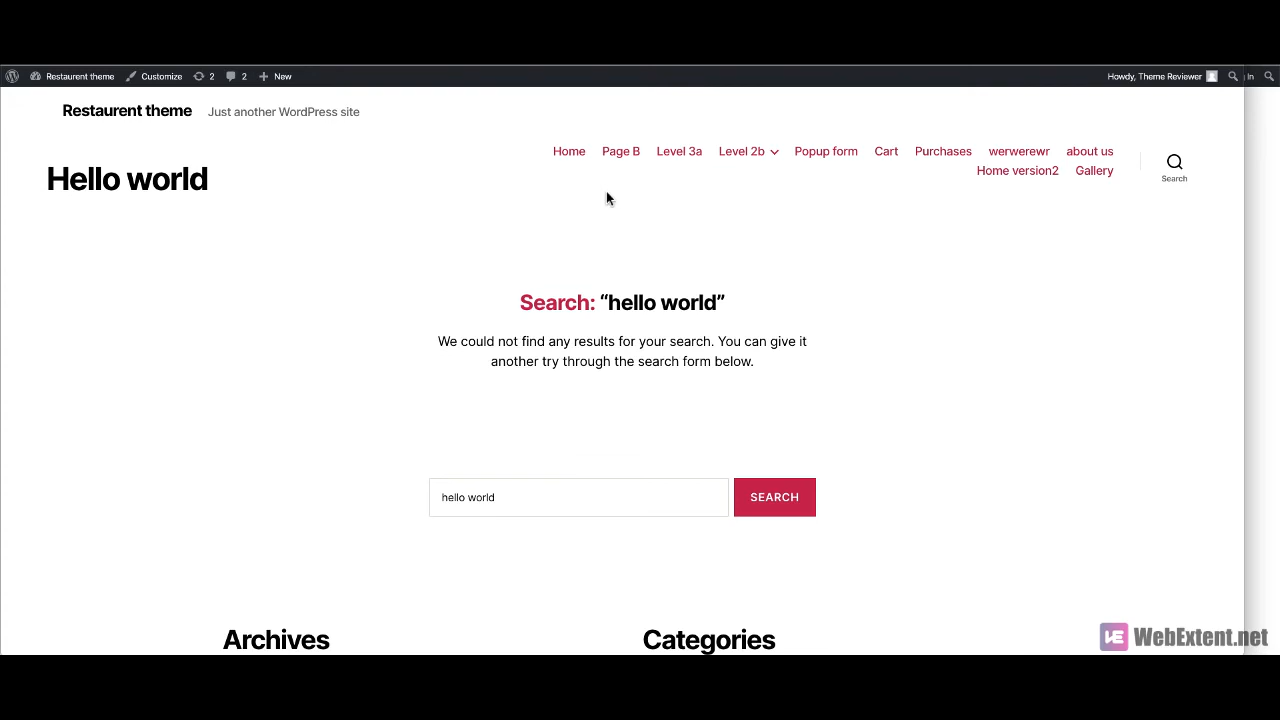 Restaurent theme Customize 2 2 New Howdy, Theme Reviewer In
Restaurent theme Just another WordPress site
Home Page B Level 3a Level 2b Popup form Cart Purchases werwerewr about us
Home version2 Gallery
Search
Hello world
Search: “hello world”
We could not find any results for your search. You can give it
another try through the search form below.
hello world SEARCH
Archives Categories
WebExtent.net